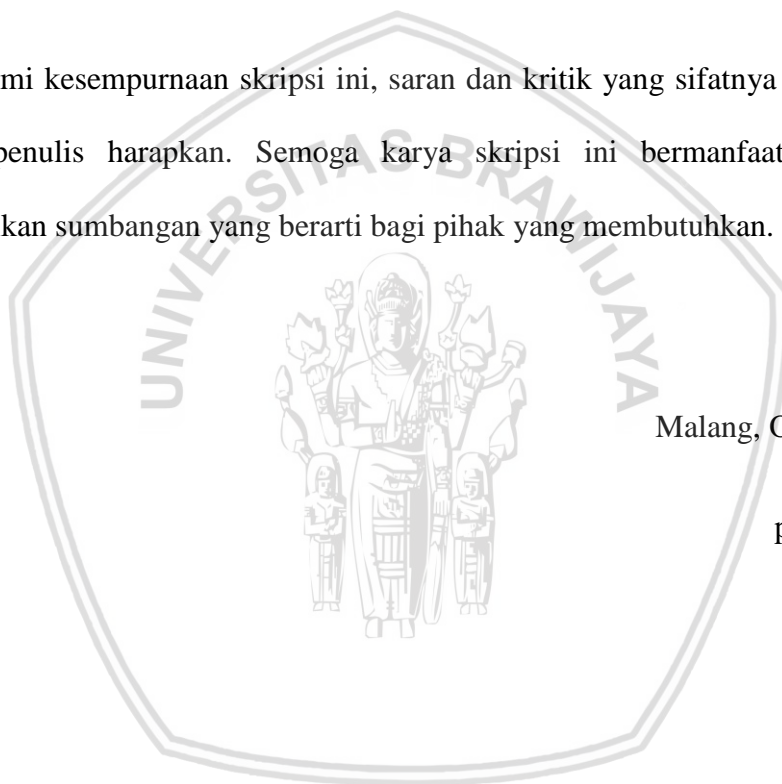 mi kesempurnaan skripsi ini, saran dan kritik yang sifatnya
penulis harapkan. Semoga karya skripsi ini bermanfaat
kan sumbangan yang berarti bagi pihak yang membutuhkan.
UNIVERSITAS BRAWIJAYA
Malang,